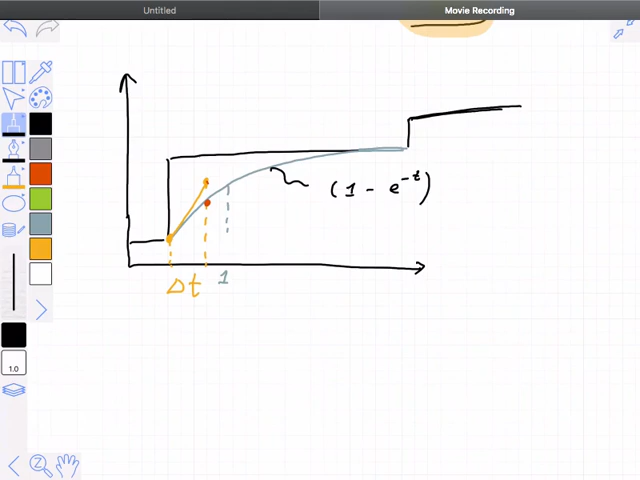 Untitled
Movie Recording
(1 - e^-t)
Δt
1
1.0